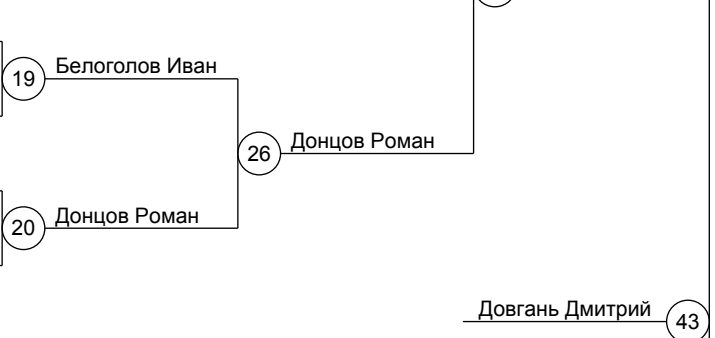 19
Белоголов Иван
26
Донцов Роман
20
Донцов Роман
Довгань Дмитрий
43